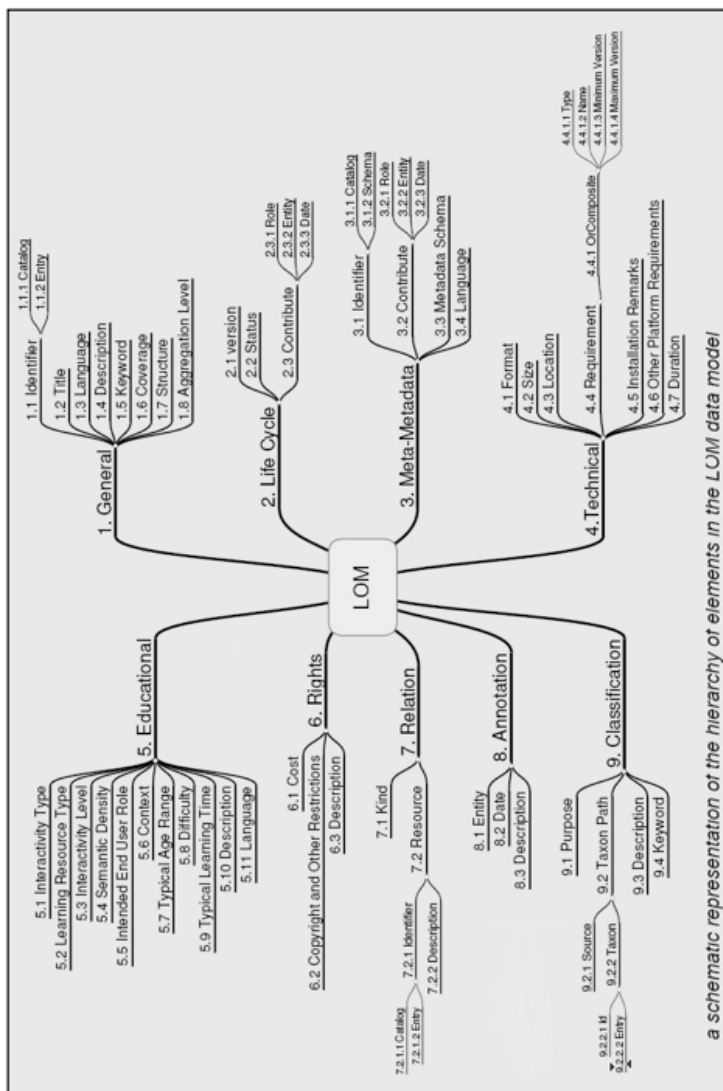 LOM
1. General
1.1 Identifier
1.1.1 Catalog
1.1.2 Entry
1.2 Title
1.3 Language
1.4 Description
1.5 Keyword
1.6 Coverage
1.7 Structure
1.8 Aggregation Level
2. Life Cycle
2.1 version
2.2 Status
2.3 Contribute
2.3.1 Role
2.3.2 Entity
2.3.3 Date
3. Meta-Metadata
3.1 Identifier
3.1.1 Catalog
3.1.2 Schema
3.2 Contribute
3.2.1 Role
3.2.2 Entity
3.2.3 Date
3.3 Metadata Schema
3.4 Language
4.Technical
4.1 Format
4.2 Size
4.3 Location
4.4 Requirement
4.4.1 OrComposite
4.4.1.1 Type
4.4.1.2 Name
4.4.1.3 Minimum Version
4.4.1.4 Maximum Version
4.5 Installation Remarks
4.6 Other Platform Requirements
4.7 Duration
5. Educational
5.1 Interactivity Type
5.2 Learning Resource Type
5.3 Interactivity Level
5.4 Semantic Density
5.5 Intended End User Role
5.6 Context
5.7 Typical Age Range
5.8 Difficulty
5.9 Typical Learning Time
5.10 Description
5.11 Language
6. Rights
6.1 Cost
6.2 Copyright and Other Restrictions
6.3 Description
7. Relation
7.1 Kind
7.2 Resource
7.2.1 Identifier
7.2.1.1 Catalog
7.2.1.2 Entry
7.2.2 Description
8. Annotation
8.1 Entity
8.2 Date
8.3 Description
9. Classification
9.1 Purpose
9.2 Taxon Path
9.2.1 Source
9.2.2 Taxon
9.2.2.1 Id
9.2.2.2 Entry
9.3 Description
9.4 Keyword
a schematic representation of the hierarchy of elements in the LOM data model